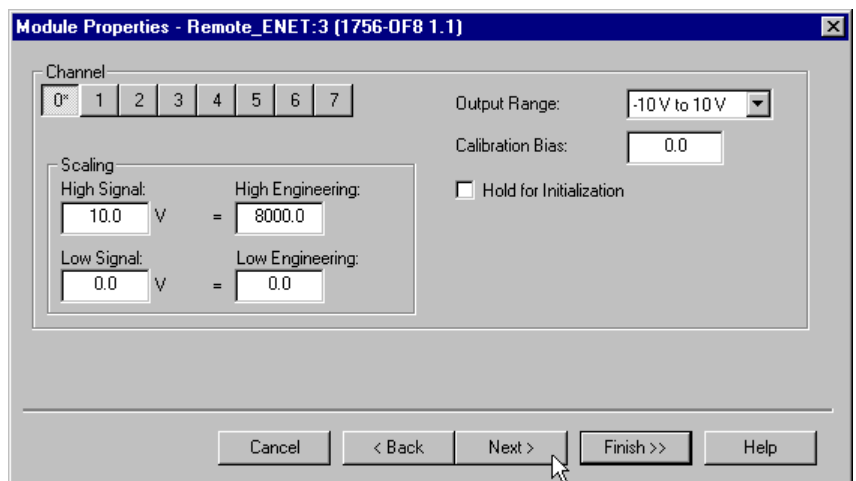 Module Properties - Remote_ENET:3 (1756-OF8 1.1)
Channel
0* 1 2 3 4 5 6 7
Output Range: -10 V to 10 V
Calibration Bias: 0.0
Hold for Initialization
Scaling
High Signal: High Engineering:
10.0 V = 8000.0
Low Signal: Low Engineering:
0.0 V = 0.0
Cancel < Back Next > Finish >> Help